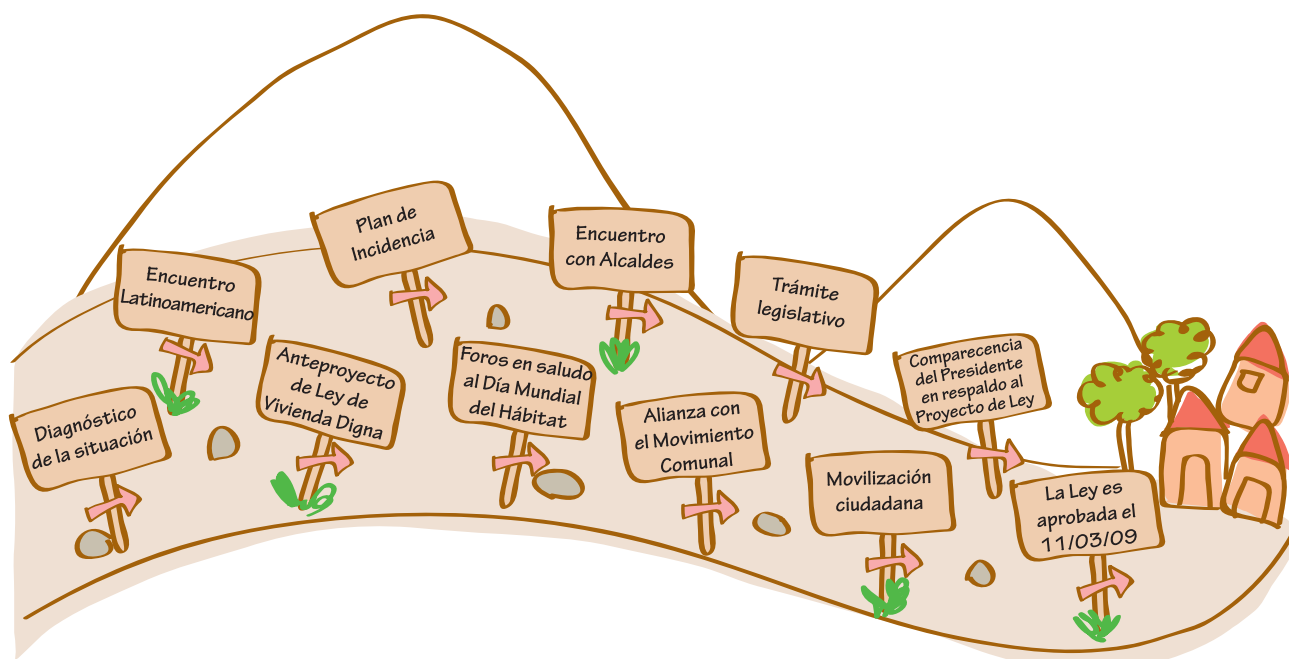 Diagnóstico
de la situación
Encuentro
Latinoamericano
Anteproyecto
de Ley de
Vivienda Digna
Plan de
Incidencia
Foros en saludo
al Día Mundial
del Hábitat
Encuentro
con Alcaldes
Alianza con
el Movimiento
Comunal
Trámite
legislativo
Movilización
ciudadana
Comparecencia
del Presidente
en respaldo al
Proyecto de Ley
La Ley es
aprobada el
11/03/09